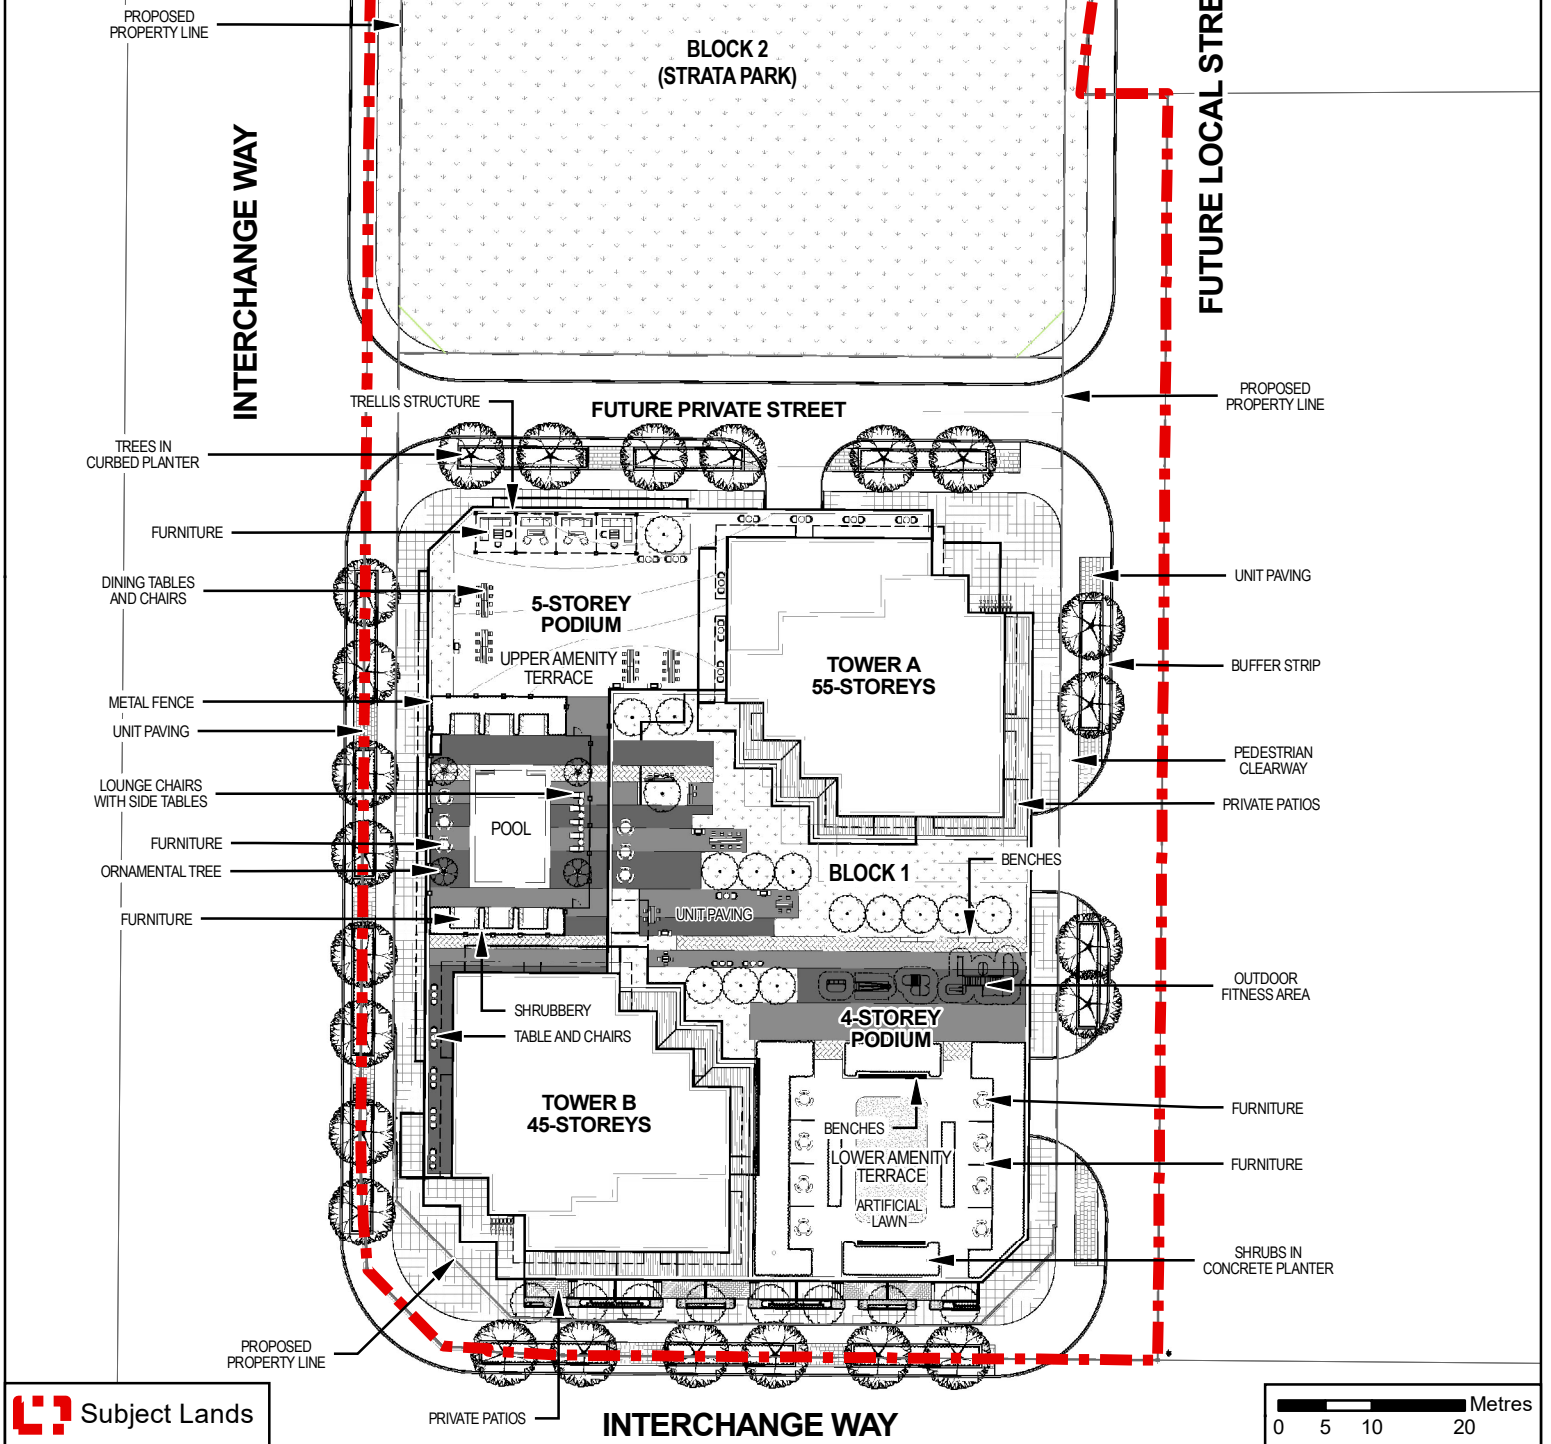 PROPOSED
PROPERTY LINE
BLOCK 2
(STRATA PARK)
INTERCHANGE WAY
FUTURE LOCAL STRE
TRELLIS STRUCTURE
FUTURE PRIVATE STREET
PROPOSED
PROPERTY LINE
TREES IN
CURBED PLANTER
FURNITURE
DINING TABLES
AND CHAIRS
5-STOREY
PODIUM
UPPER AMENITY
TERRACE
TOWER A
55-STOREYS
UNIT PAVING
BUFFER STRIP
METAL FENCE
UNIT PAVING
LOUNGE CHAIRS
WITH SIDE TABLES
POOL
PEDESTRIAN
CLEARWAY
PRIVATE PATIOS
FURNITURE
ORNAMENTAL TREE
BLOCK 1
BENCHES
FURNITURE
UNIT PAVING
OUTDOOR
FITNESS AREA
SHRUBBERY
TABLE AND CHAIRS
4-STOREY
PODIUM
TOWER B
45-STOREYS
BENCHES
LOWER AMENITY
TERRACE
ARTIFICIAL
LAWN
FURNITURE
FURNITURE
SHRUBS IN
CONCRETE PLANTER
PROPOSED
PROPERTY LINE
PRIVATE PATIOS
INTERCHANGE WAY
Subject Lands
Metres
0 5 10 20